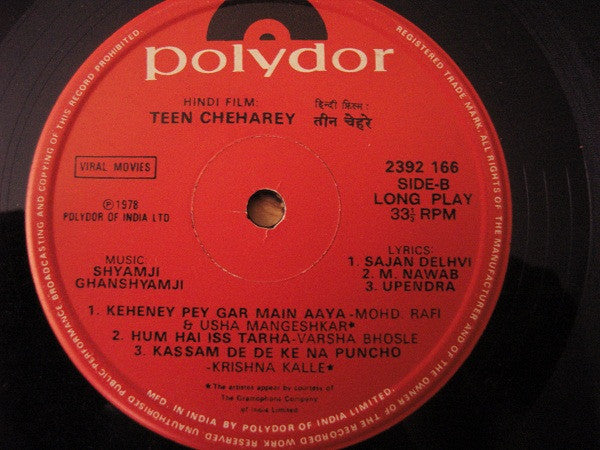 polydor
HINDI FILM:
TEEN CHEHAREY
हिन्दी फ़िल्म:
तीन चेहरे
VIRAL MOVIES
Ⓟ1978
POLYDOR OF INDIA LTD
2392 166
SIDE-B
LONG PLAY
33⅓ RPM
MUSIC:
SHYAMJI
GHANSHYAMJI
LYRICS:
1. SAJAN DELHVI
2. M. NAWAB
3. UPENDRA
1. KEHENEY PEY GAR MAIN AAYA-MOHD. RAFI
& USHA MANGESHKAR★
2. HUM HAI ISS TARHA-VARSHA BHOSLE
3. KASSAM DE DE KE NA PUNCHO
-KRISHNA KALLE★
★The artistes appear by courtesy of
The Gramophone Company
of India Limited
MFD. IN INDIA BY POLYDOR OF INDIA LIMITED.
REGISTERED TRADE MARK. ALL RIGHTS OF THE MANUFACTURER AND OF THE OWNER OF THE RECORDED WORK RESERVED UNAUTHORISED PUBLIC PERFORMANCE BROADCASTING AND COPYING OF THIS RECORD PROHIBITED